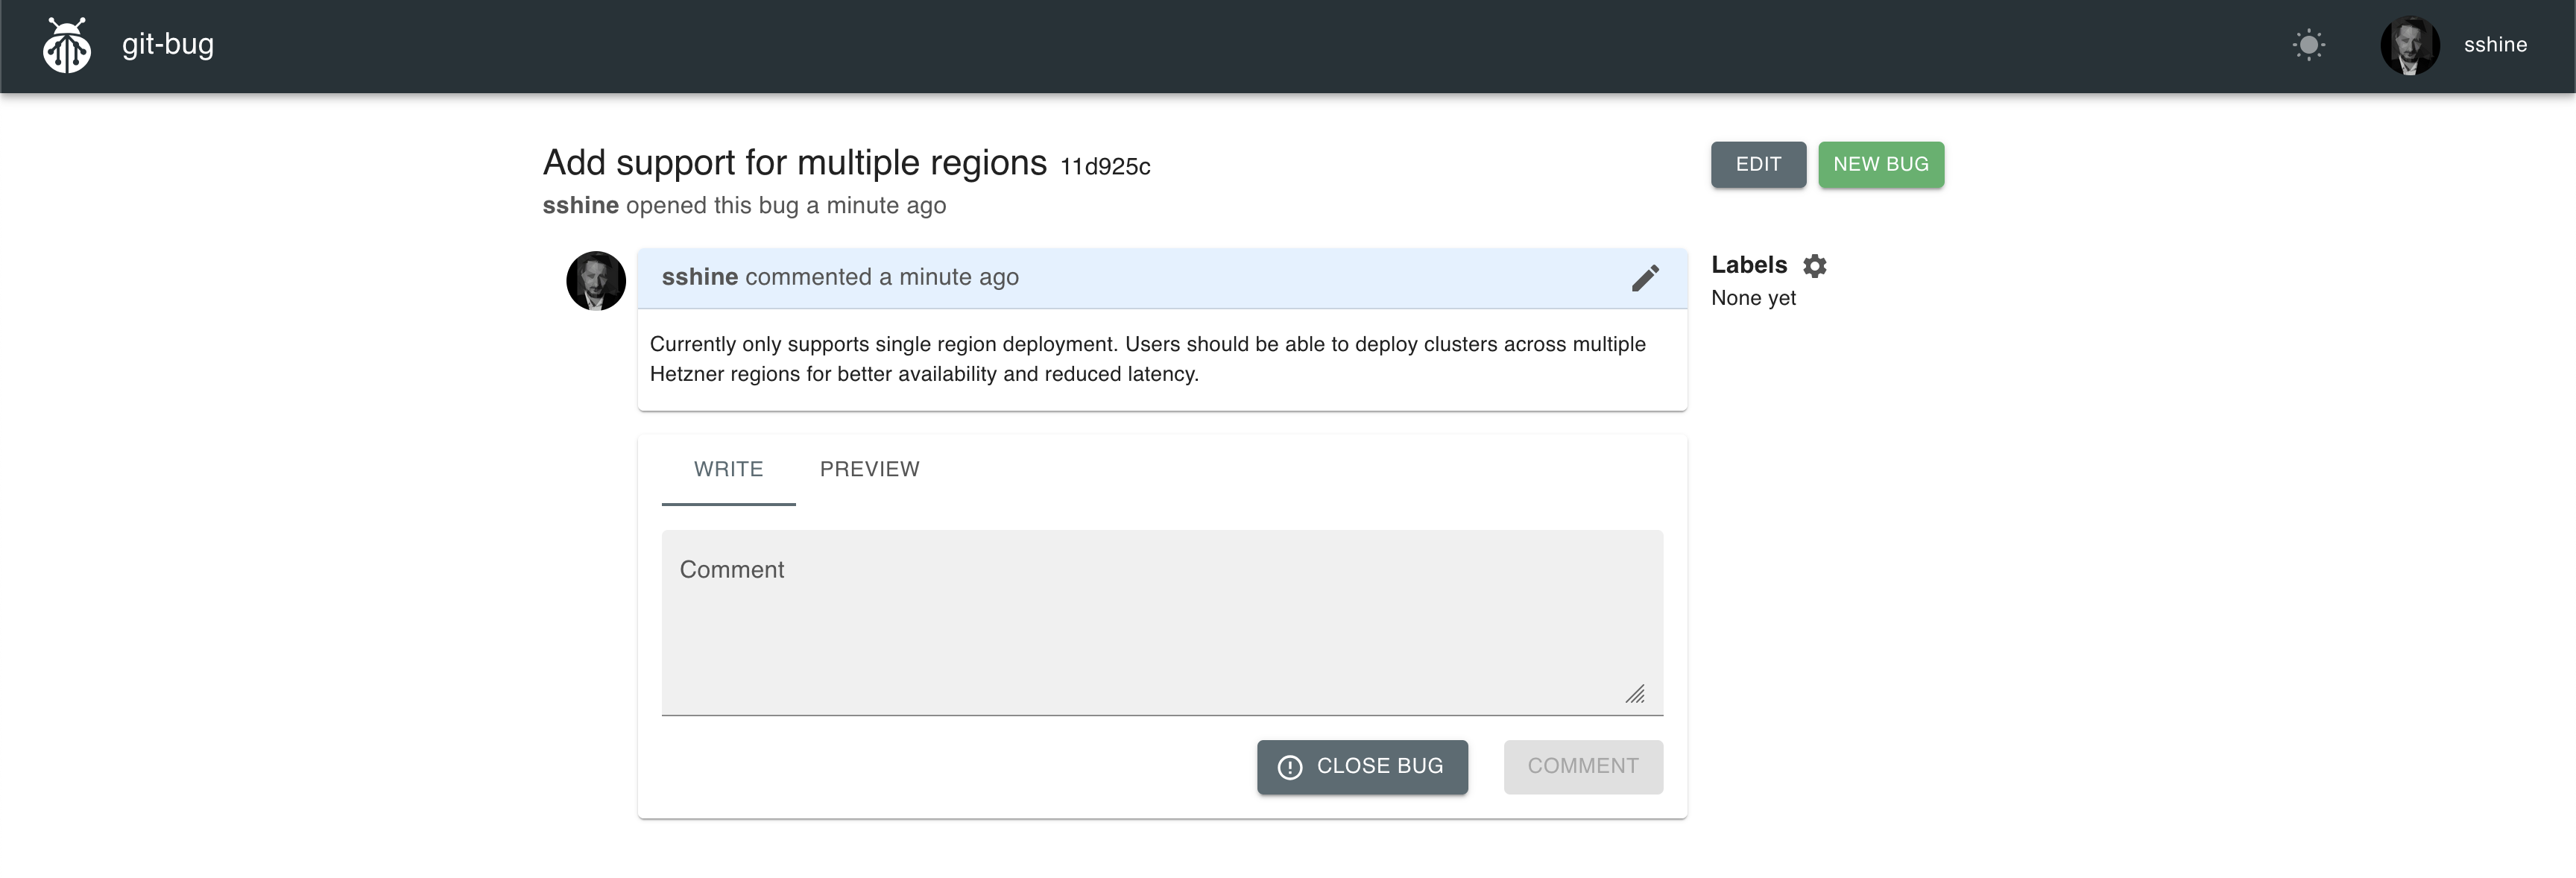 git-bug
sshine
Add support for multiple regions 11d925c
EDIT
NEW BUG
sshine opened this bug a minute ago
sshine commented a minute ago
Labels
None yet
Currently only supports single region deployment. Users should be able to deploy clusters across multiple
Hetzner regions for better availability and reduced latency.
WRITE
PREVIEW
Comment
CLOSE BUG
COMMENT